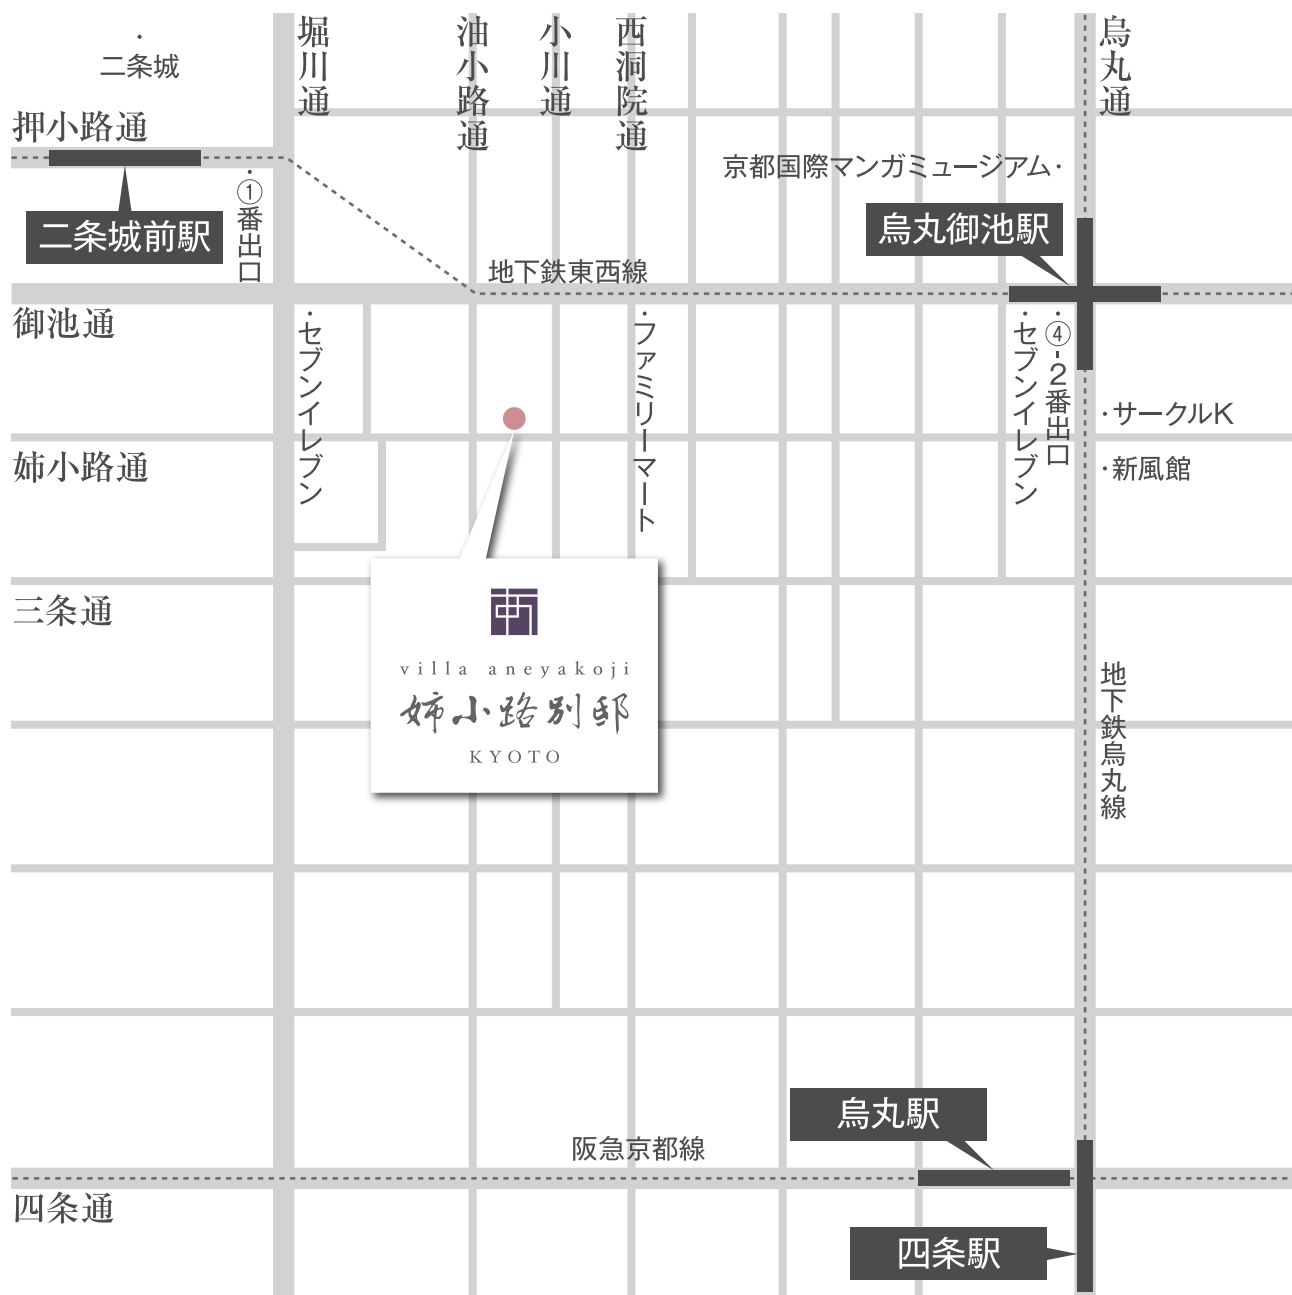 二条城
堀川通
油小路通
小川通
西洞院通
烏丸通
押小路通
京都国際マンガミュージアム
①番出口
二条城前駅
烏丸御池駅
地下鉄東西線
御池通
セブンイレブン
ファミリーマート
セブンイレブン
④-2番出口
サークルK
姉小路通
新風館
三条通
villa aneyakoji
姉小路別邸
KYOTO
地下鉄烏丸線
烏丸駅
阪急京都線
四条通
四条駅